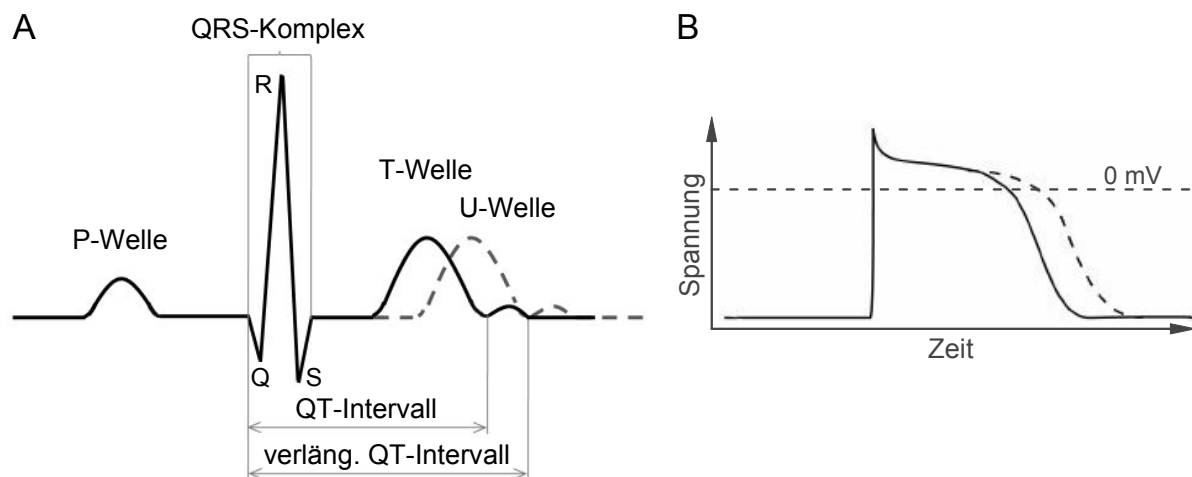 A
QRS-Komplex
R
T-Welle
U-Welle
P-Welle
Q
S
QT-Intervall
verläng. QT-Intervall
B
0 mV
Spannung
Zeit